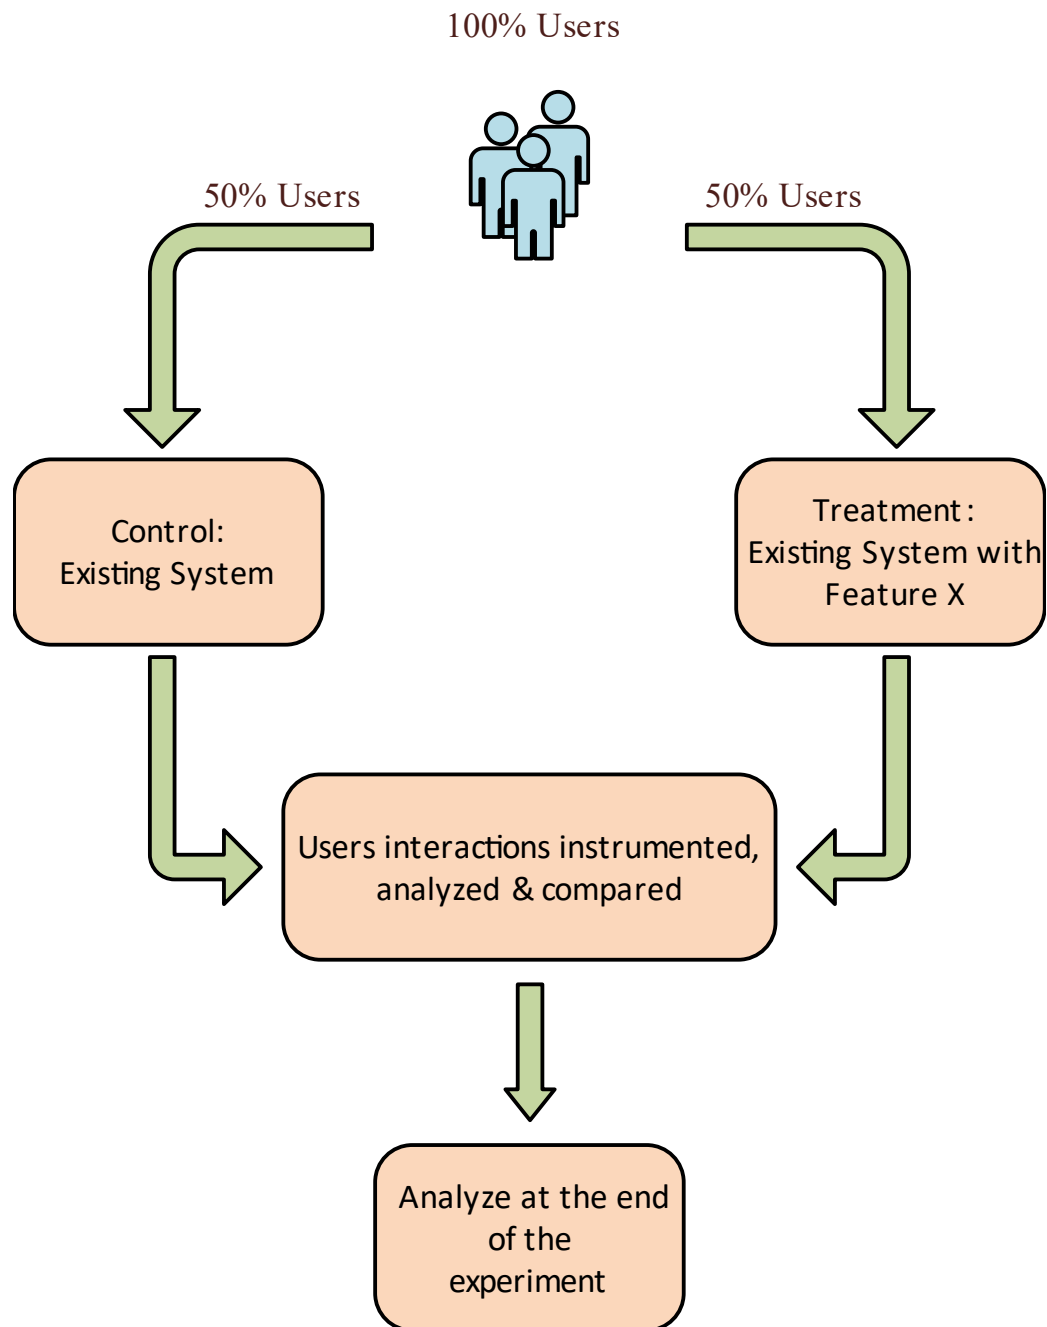 100% Users
50% Users
50% Users
Control:
Existing System
Treatment:
Existing System with
Feature X
Users interactions instrumented,
analyzed & compared
Analyze at the end
of the
experiment